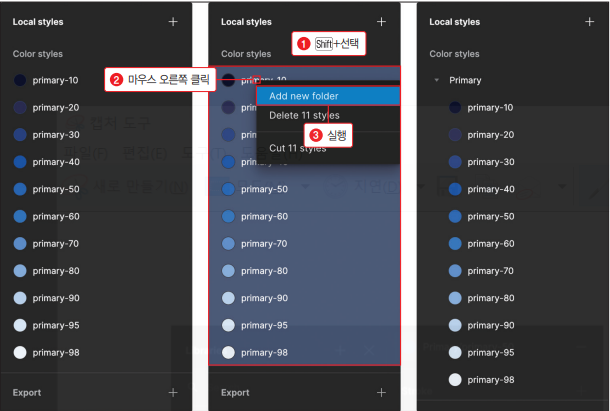 Local styles
Color styles
primary-10
primary-20
primary-30
primary-40
primary-50
primary-60
primary-70
primary-80
primary-90
primary-95
primary-98
Export
2 마우스 오른쪽 클릭
Local styles
1 Shift+선택
Color styles
primary-10
Add new folder
Delete 11 styles
3 실행
Cut 11 styles
primary-50
primary-60
primary-70
primary-80
primary-90
primary-95
primary-98
Export
Local styles
Color styles
Primary
primary-10
primary-20
primary-30
primary-40
primary-50
primary-60
primary-70
primary-80
primary-90
primary-95
primary-98